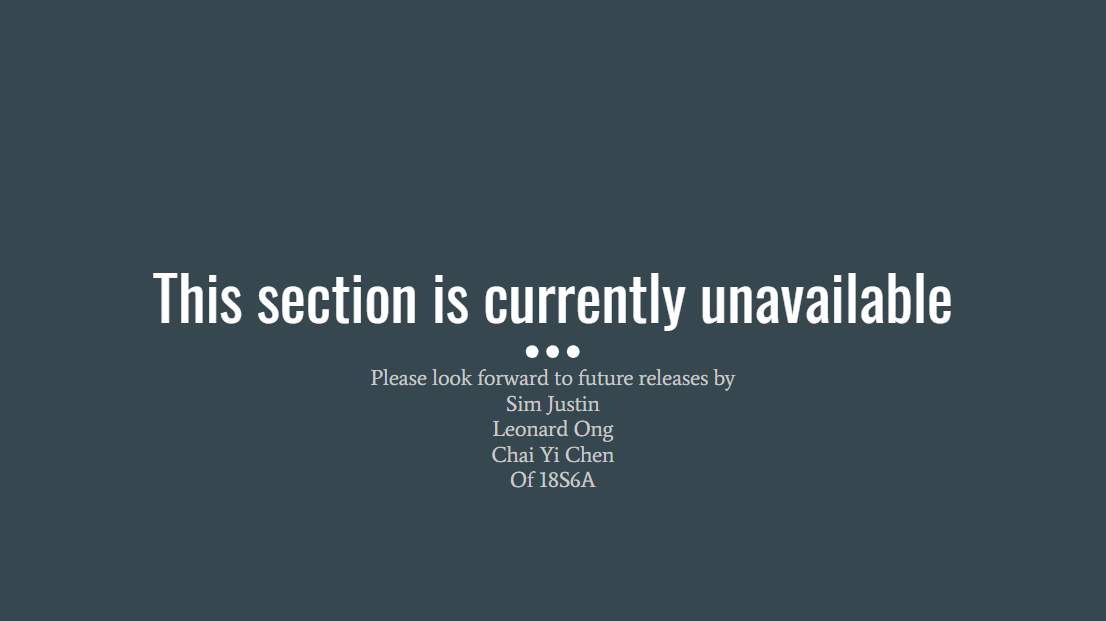 This section is currently unavailable
Please look forward to future releases by
Sim Justin
Leonard Ong
Chai Yi Chen
Of 18S6A